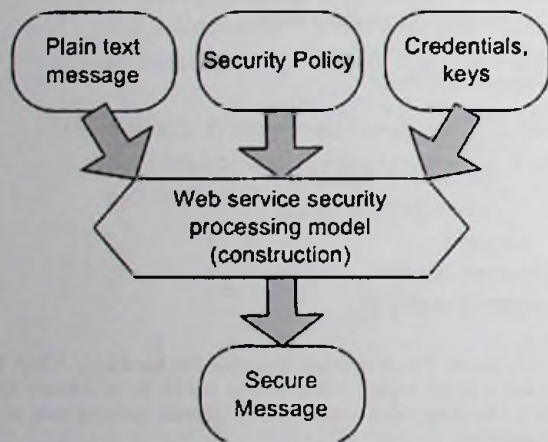 Plain text
message
Security Policy
Credentials,
keys
Web service security
processing model
(construction)
Secure
Message